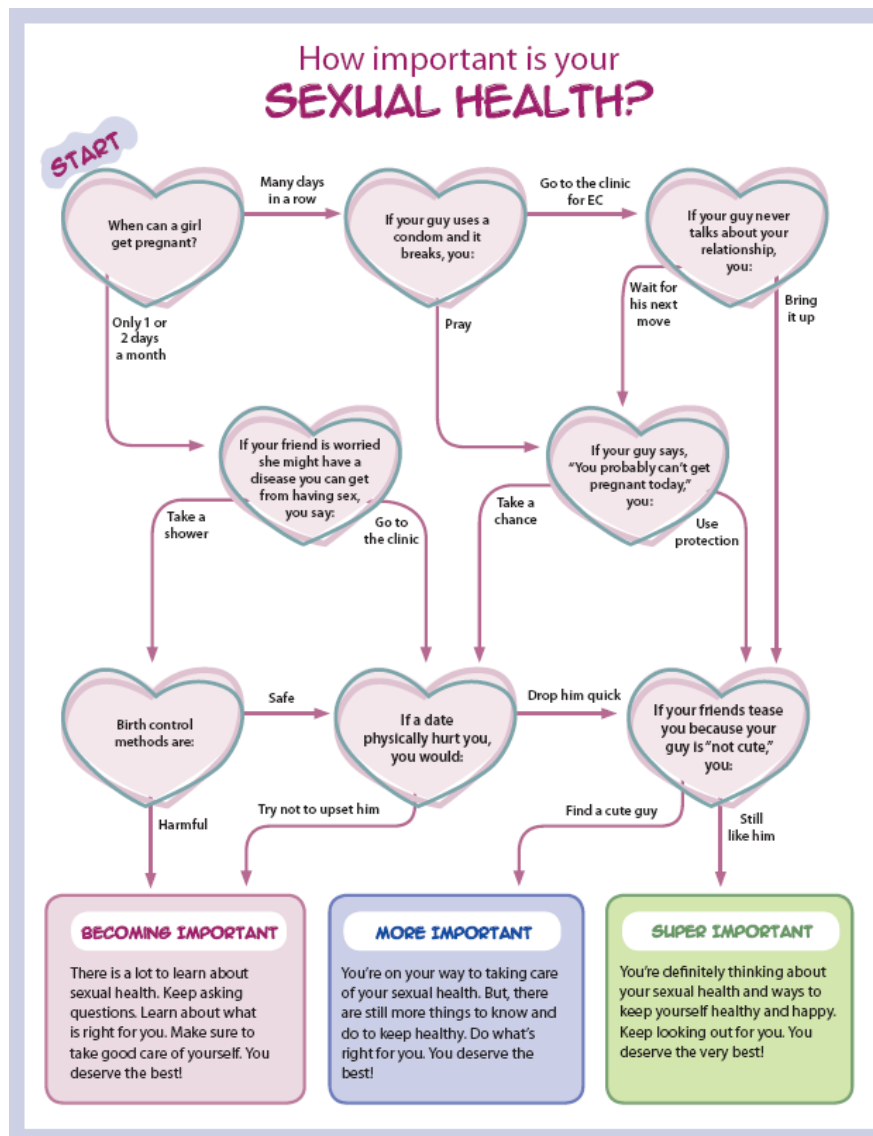 How important is your
SEXUAL HEALTH?
START
When can a girl
get pregnant?
Many days
in a row
If your guy uses a
condom and it
breaks, you:
Go to the clinic
for EC
If your guy never
talks about your
relationship,
you:
Only 1 or
2 days
a month
Pray
Wait for
his next
move
Bring
it up
If your friend is worried
she might have a
disease you can get
from having sex,
you say:
If your guy says,
"You probably can't get
pregnant today,"
you:
Take a
shower
Go to
the clinic
Take a
chance
Use
protection
Birth control
methods are:
Safe
If a date
physically hurt you,
you would:
Drop him quick
If your friends tease
you because your
guy is "not cute,"
you:
Harmful
Try not to upset him
Find a cute guy
Still
like him
BECOMING IMPORTANT
There is a lot to learn about
sexual health. Keep asking
questions. Learn about what
is right for you. Make sure to
take good care of yourself. You
deserve the best!
MORE IMPORTANT
You're on your way to taking care
of your sexual health. But, there
are still more things to know and
do to keep healthy. Do what's
right for you. You deserve the
best!
SUPER IMPORTANT
You're definitely thinking about
your sexual health and ways to
keep yourself healthy and happy.
Keep looking out for you. You
deserve the very best!